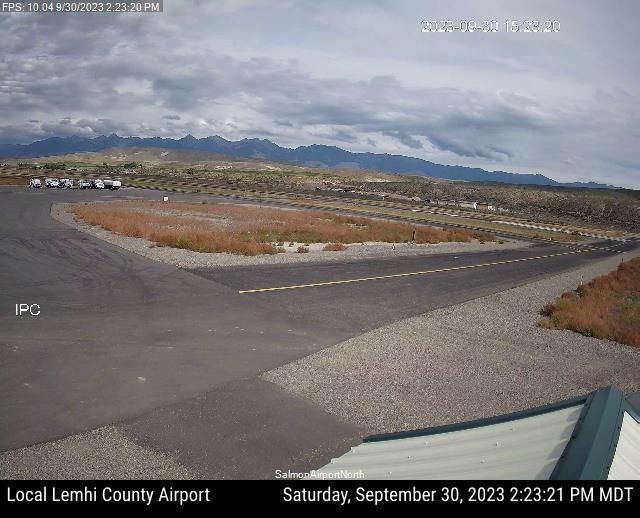 FPS: 10.04 9/30/2023 2:23:20 PM
2023-09-30 15:23:20
IPC
SalmonAirportNorth
Local Lemhi County Airport
Saturday, September 30, 2023 2:23:21 PM MDT